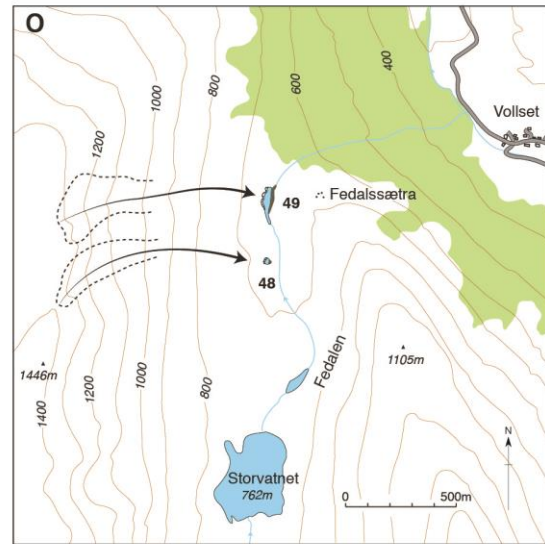 O
1000
800
600
400
1200
Vollset
49
Fedalssætra
48
1446m
1400
1200
1000
800
Fedalen
1105m
N
Storvatnet
762m
0
500m